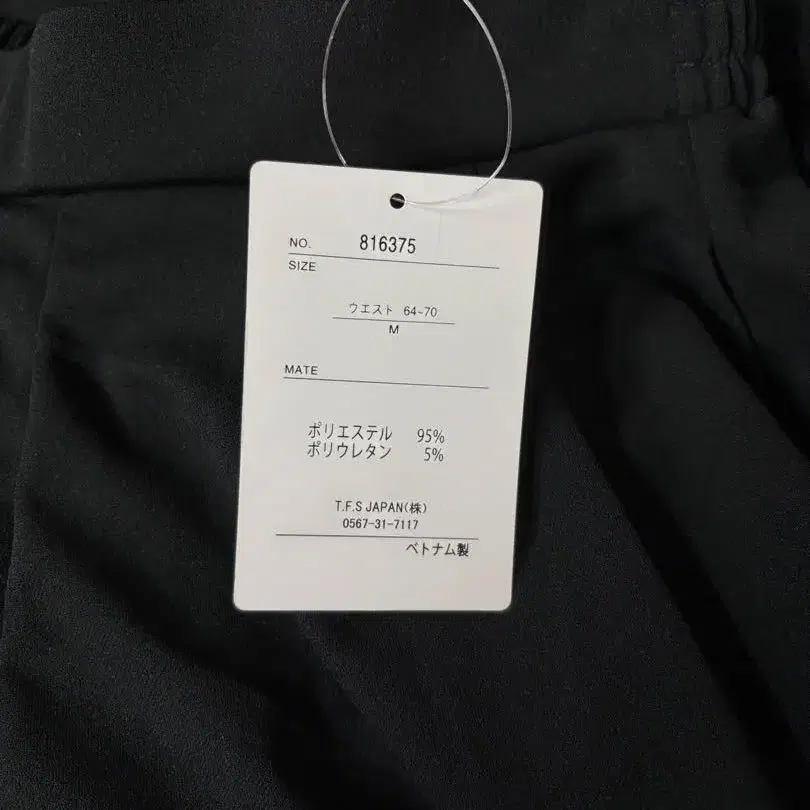 NO. 816375
SIZE
ウエスト 64-70
M
MATE
ポリエステル 95%
ポリウレタン 5%
T.F.S JAPAN(株)
0567-31-7117
ベトナム製